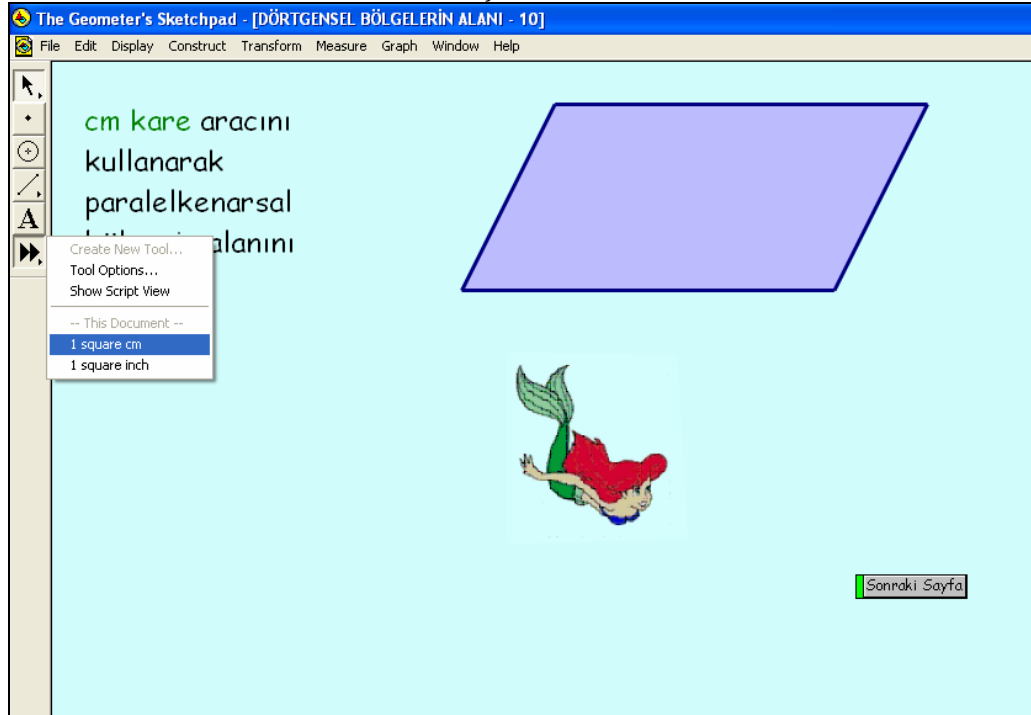 The Geometer's Sketchpad - [DÖRTGENSEL BÖLGELERİN ALANI - 10]
File Edit Display Construct Transform Measure Graph Window Help
cm kare aracını
kullanarak
paralelkenarsal
alanını
A
Create New Tool...
Tool Options...
Show Script View
-- This Document --
1 square cm
1 square inch
Sonraki Sayfa